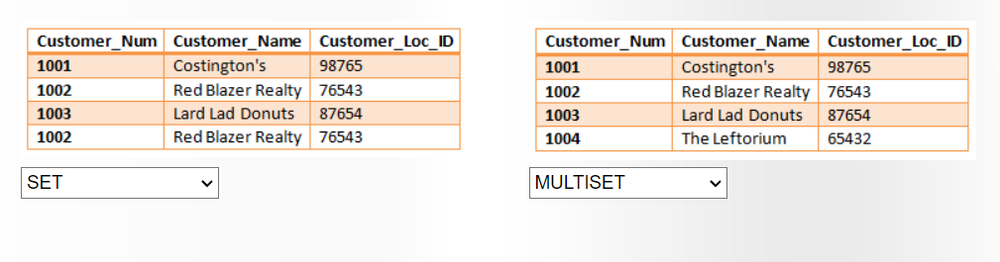 Customer_Num Customer_Name Customer_Loc_ID
1001 Costington's 98765
1002 Red Blazer Realty 76543
1003 Lard Lad Donuts 87654
1002 Red Blazer Realty 76543
SET
Customer_Num Customer_Name Customer_Loc_ID
1001 Costington's 98765
1002 Red Blazer Realty 76543
1003 Lard Lad Donuts 87654
1004 The Leftorium 65432
MULTISET